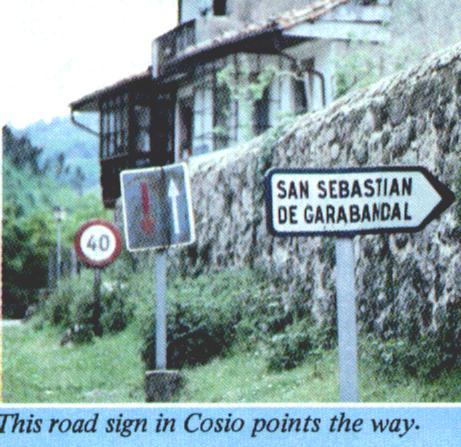 SAN SEBASTIAN
DE GARABANDAL
40
This road sign in Cosio points the way.